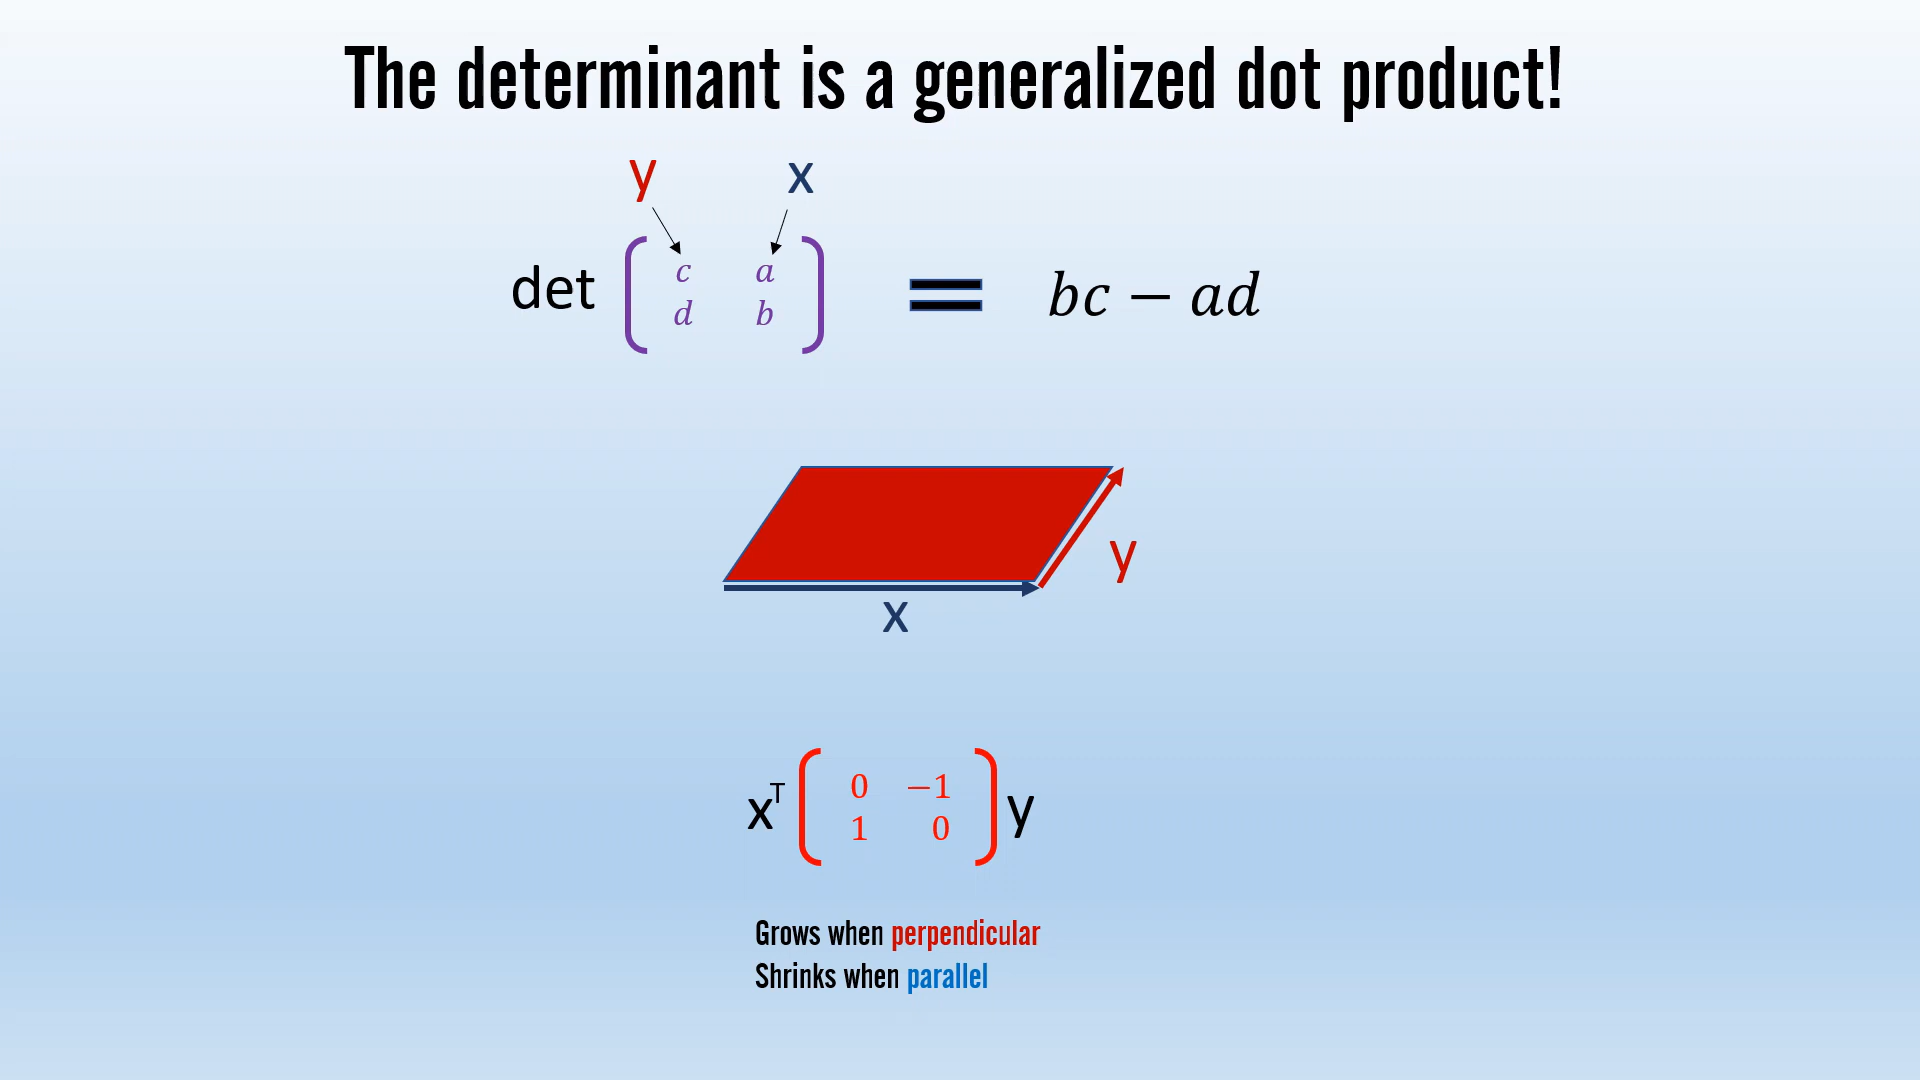 The determinant is a generalized dot product!
y x
det ( c a
d b ) = bc − ad
y
x
xᵀ ( 0 −1
1 0 ) y
Grows when perpendicular
Shrinks when parallel